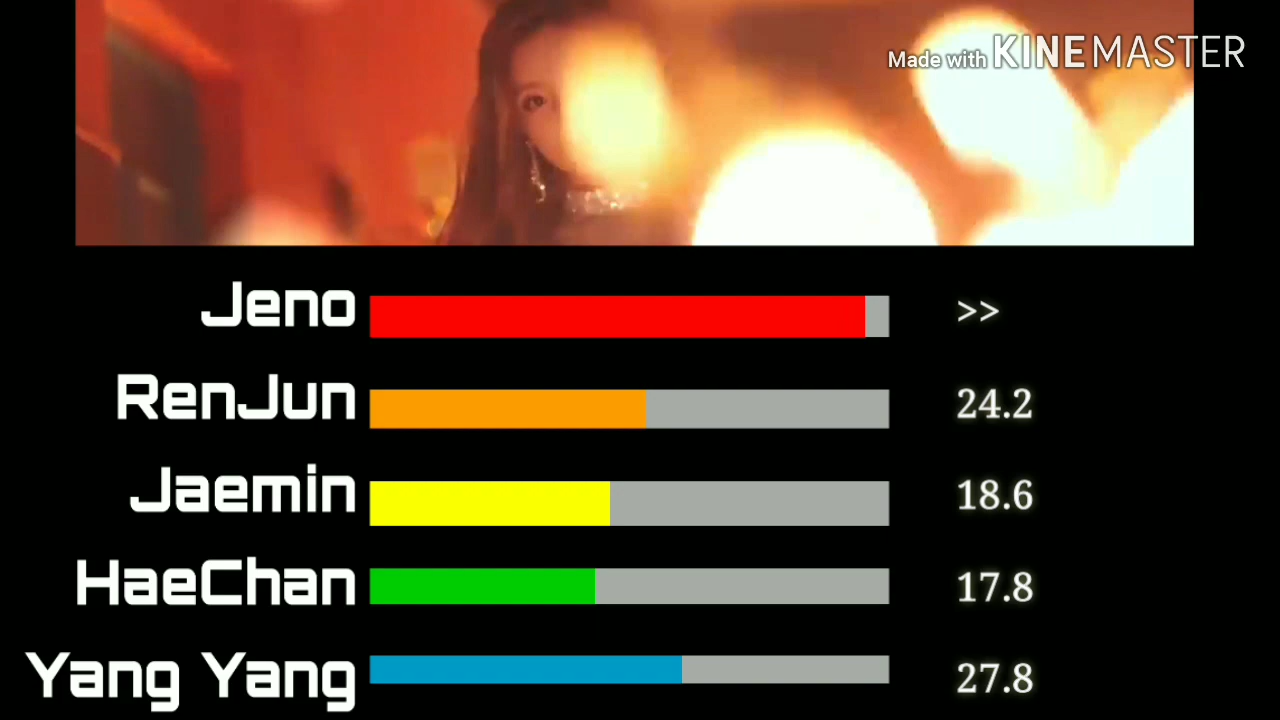 Made with KINEMASTER
Jeno >>
RenJun 24.2
Jaemin 18.6
HaeChan 17.8
Yang Yang 27.8